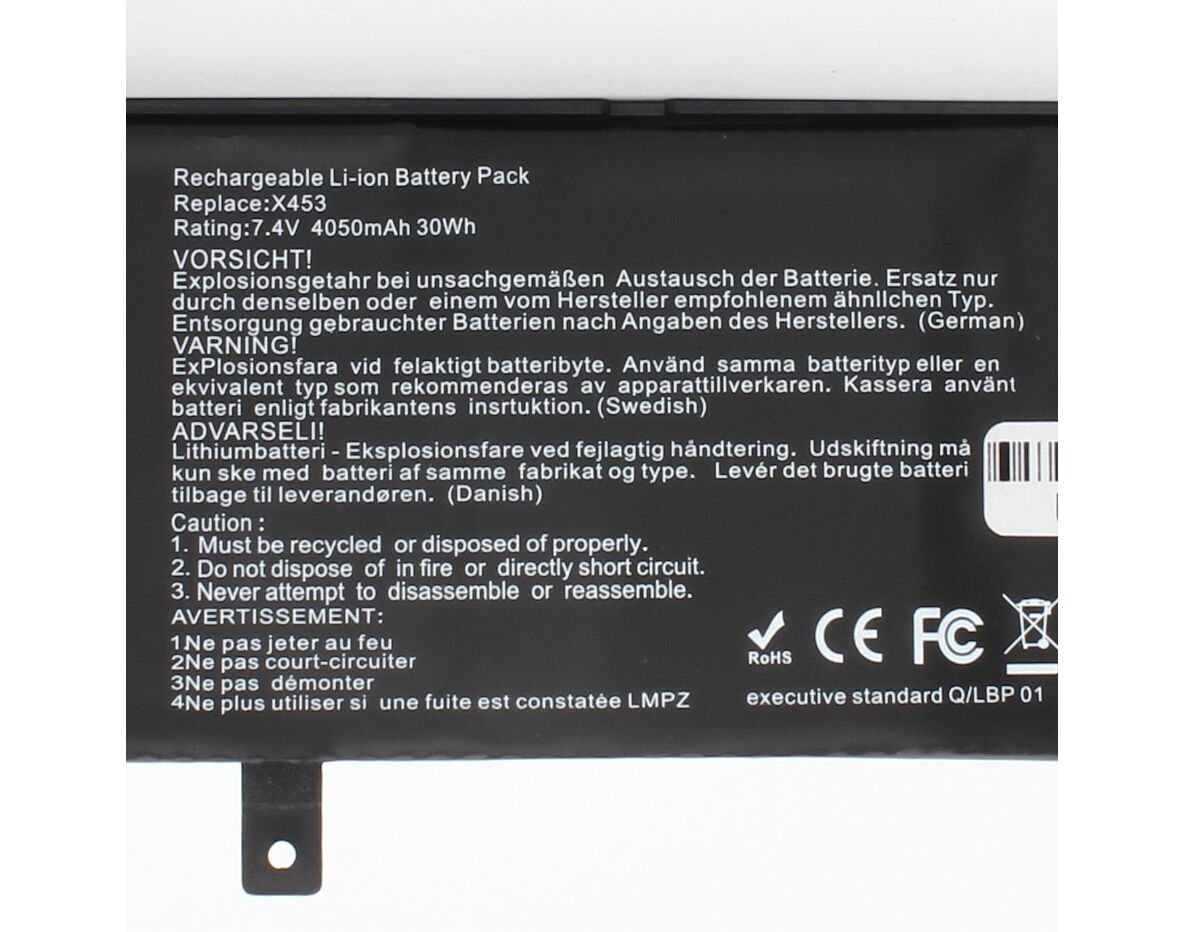 Rechargeable Li-ion Battery Pack
Replace:X453
Rating:7.4V 4050mAh 30Wh
VORSICHT!
Explosionsgetahr bei unsachgemäßen Austausch der Batterie. Ersatz nur
durch denselben oder einem vom Hersteller empfohlenem ähnllchen Typ.
Entsorgung gebrauchter Batterien nach Angaben des Herstellers. (German)
VARNING!
ExPlosionsfara vid felaktigt batteribyte. Använd samma batterityp eller en
ekvivalent typ som rekommenderas av apparattillverkaren. Kassera använt
batteri enligt fabrikantens insrtuktion. (Swedish)
ADVARSELI!
Lithiumbatteri - Eksplosionsfare ved fejlagtig håndtering. Udskiftning må
kun ske med batteri af samme fabrikat og type. Levér det brugte batteri
tilbage til leverandøren. (Danish)
Caution :
1. Must be recycled or disposed of properly.
2. Do not dispose of in fire or directly short circuit.
3. Never attempt to disassemble or reassemble.
AVERTISSEMENT:
1Ne pas jeter au feu
2Ne pas court-circuiter
3Ne pas démonter
4Ne plus utiliser si une fuite est constatée LMPZ
RoHS CE FC
executive standard Q/LBP 01